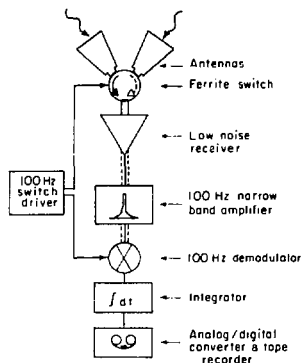 Antennas
Ferrite switch
Low noise
receiver
100 Hz
switch
driver
100 Hz narrow
band amplifier
100 Hz demodulator
∫dt
Integrator
Analog/digital
converter & tape
recorder